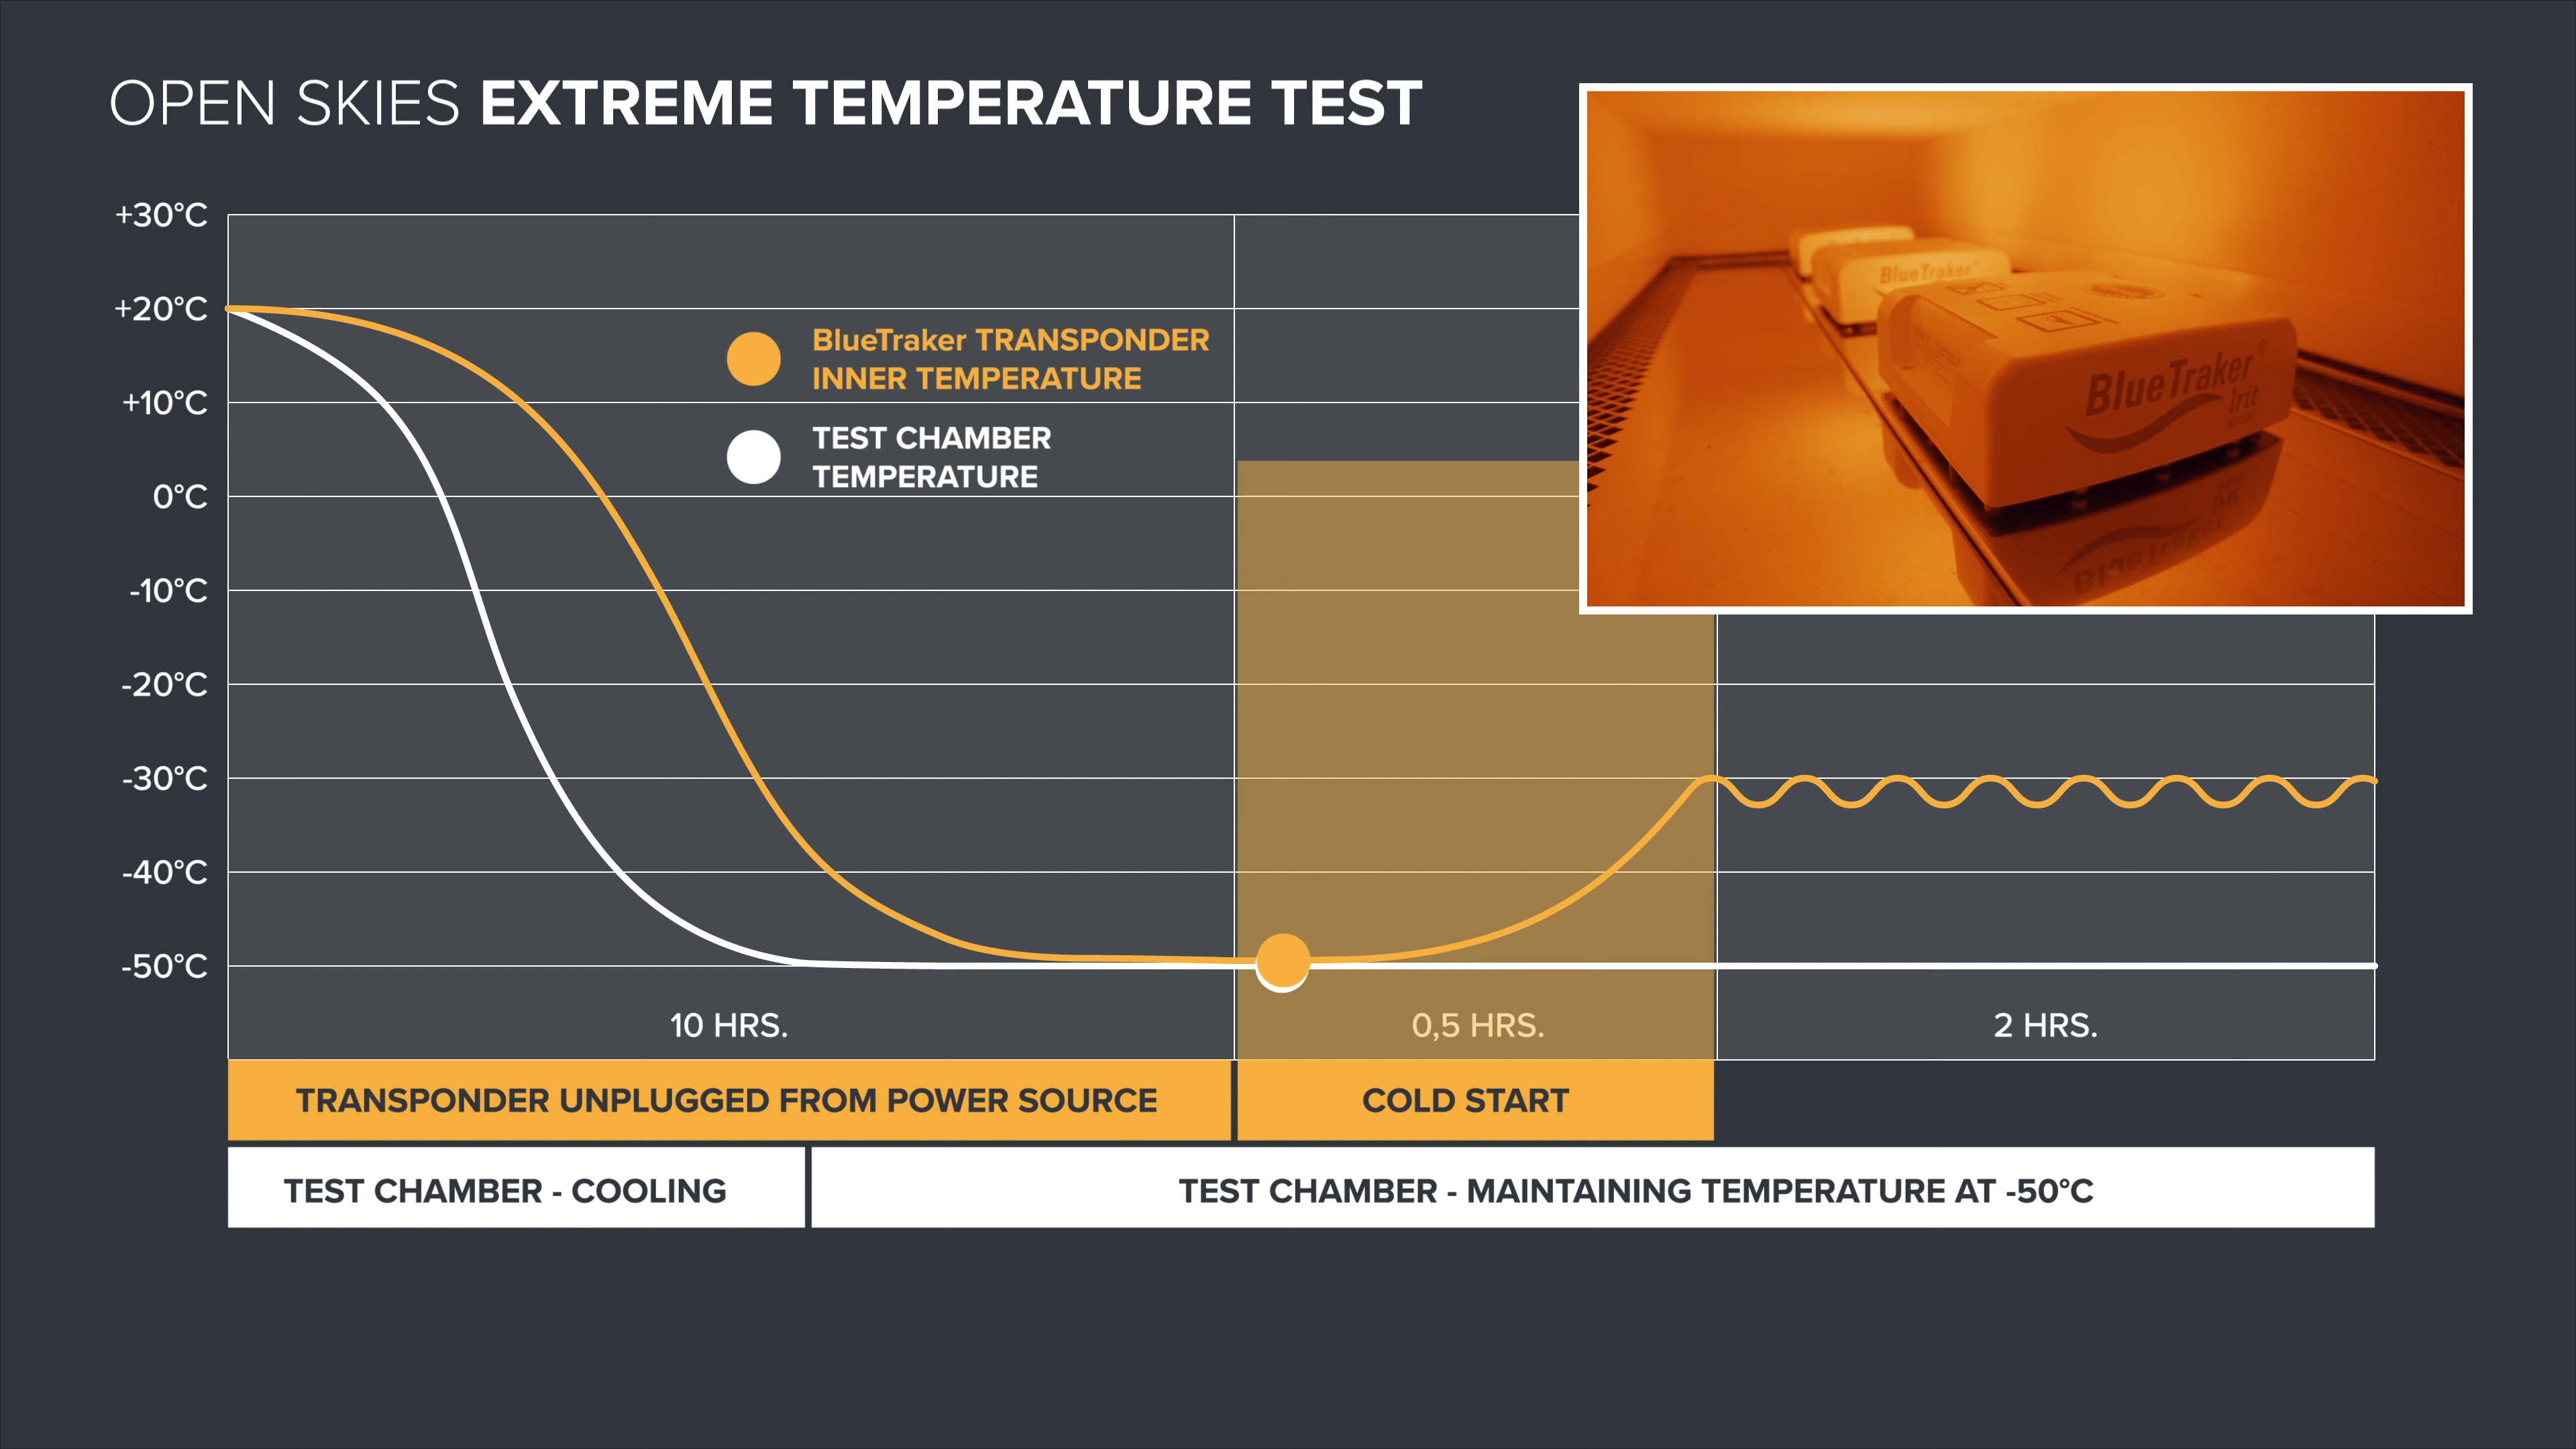 OPEN SKIES EXTREME TEMPERATURE TEST
+30°C
+20°C
+10°C
0°C
-10°C
-20°C
-30°C
-40°C
-50°C
BlueTraker TRANSPONDER
INNER TEMPERATURE
TEST CHAMBER
TEMPERATURE
BlueTraker
BlueTraker®
Irit
10 HRS.
0,5 HRS.
2 HRS.
TRANSPONDER UNPLUGGED FROM POWER SOURCE
COLD START
TEST CHAMBER - COOLING
TEST CHAMBER - MAINTAINING TEMPERATURE AT -50°C